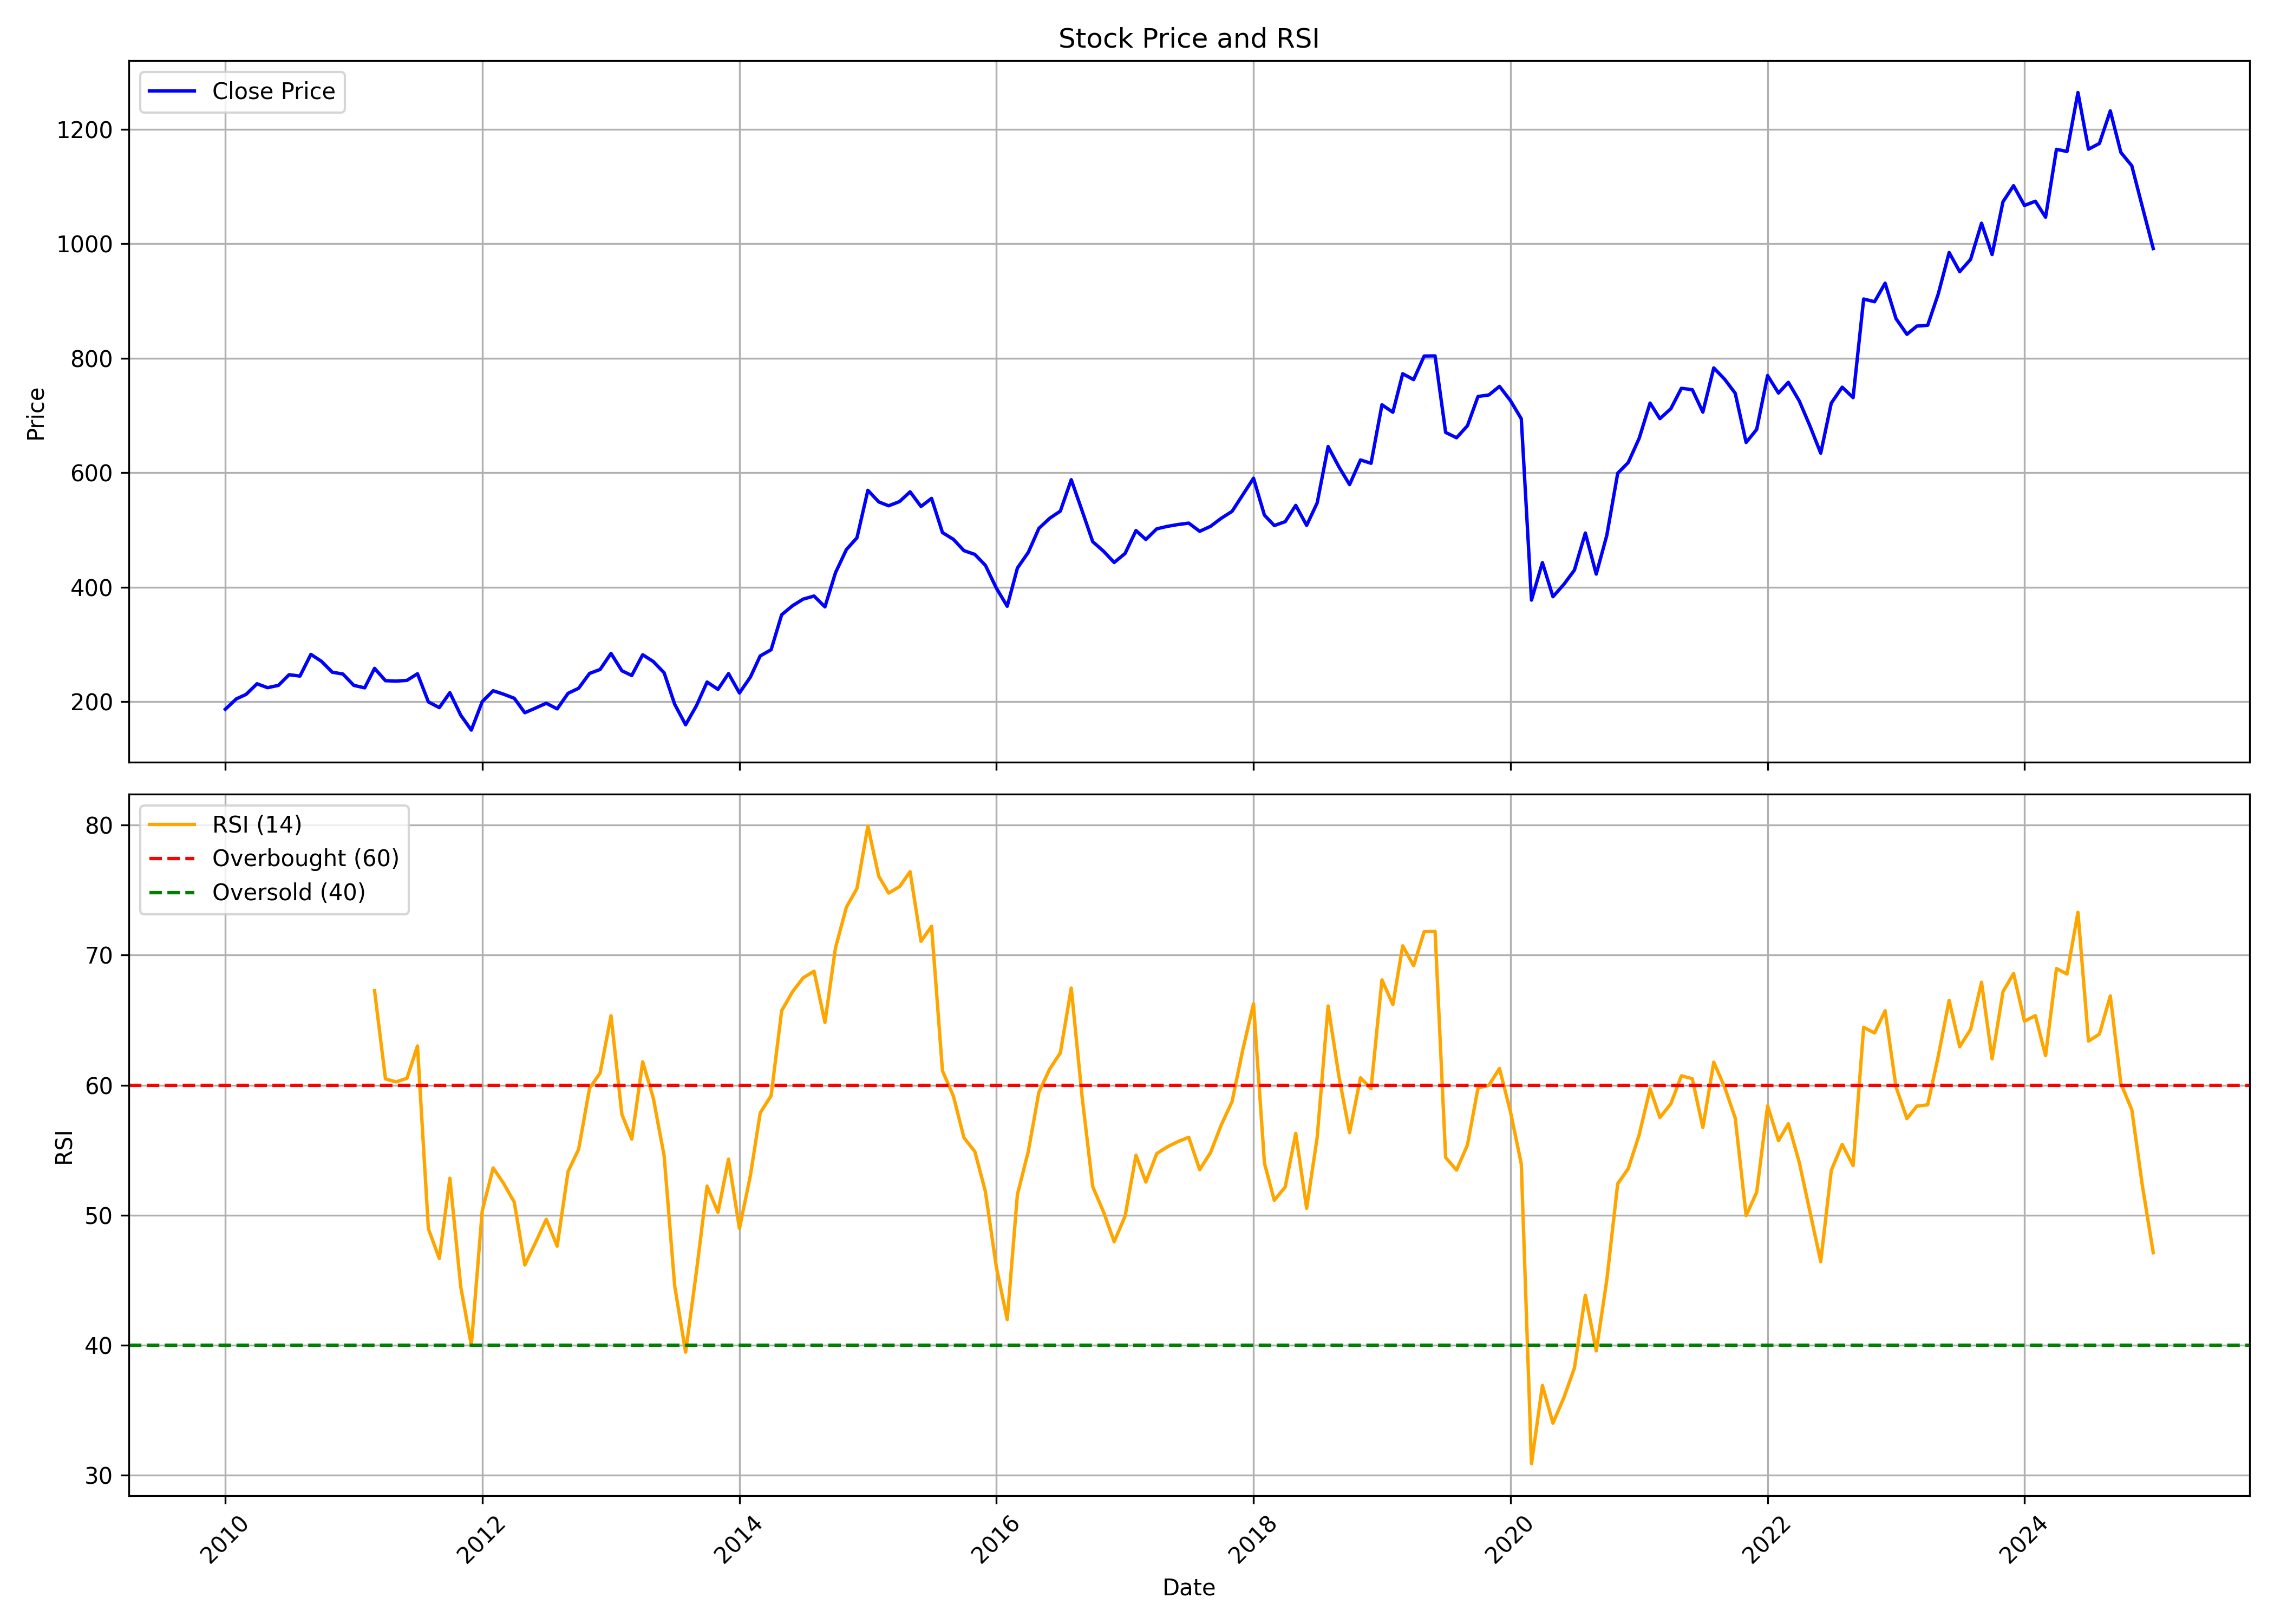 Stock Price and RSI
Close Price
Price
1200
1000
800
600
400
200
RSI (14)
Overbought (60)
Oversold (40)
RSI
80
70
60
50
40
30
2010
2012
2014
2016
2018
2020
2022
2024
Date